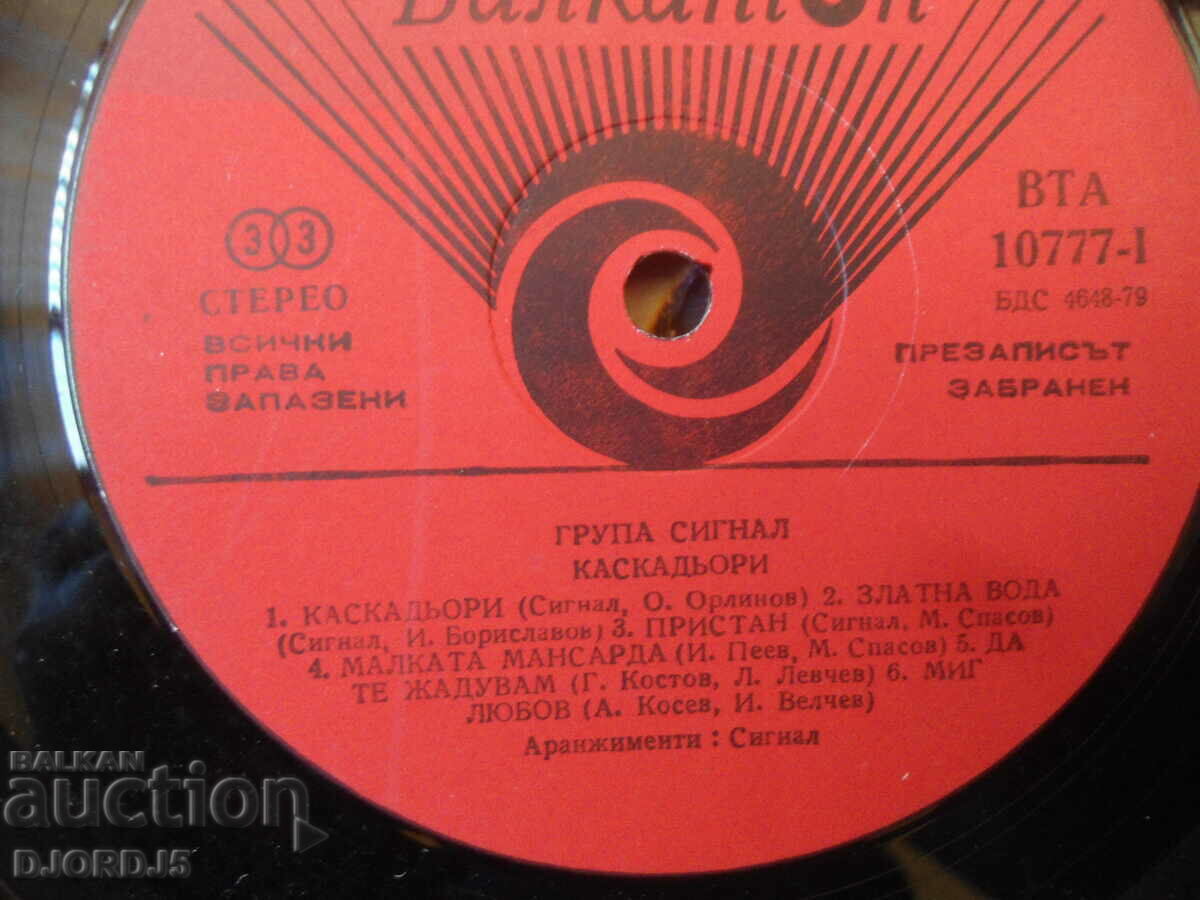 Балкантон
33
СТЕРЕО
ВСИЧКИ
ПРАВА
ЗАПАЗЕНИ
ВТА
10777-I
БДС 4648-79
ПРЕЗАПИСЪТ
ЗАБРАНЕН
ГРУПА СИГНАЛ
КАСКАДЬОРИ
1. КАСКАДЬОРИ (Сигнал, О. Орлинов) 2. ЗЛАТНА ВОДА
(Сигнал, И. Бориславов) 3. ПРИСТАН (Сигнал, М. Спасов)
4. МАЛКАТА МАНСАРДА (И. Пеев, М. Спасов) 5. ДА
ТЕ ЖАДУВАМ (Г. Костов, Л. Левчев) 6. МИГ
ЛЮБОВ (А. Косев, И. Велчев)
Аранжименти : Сигнал
BALKAN
auction
DJORD_J5